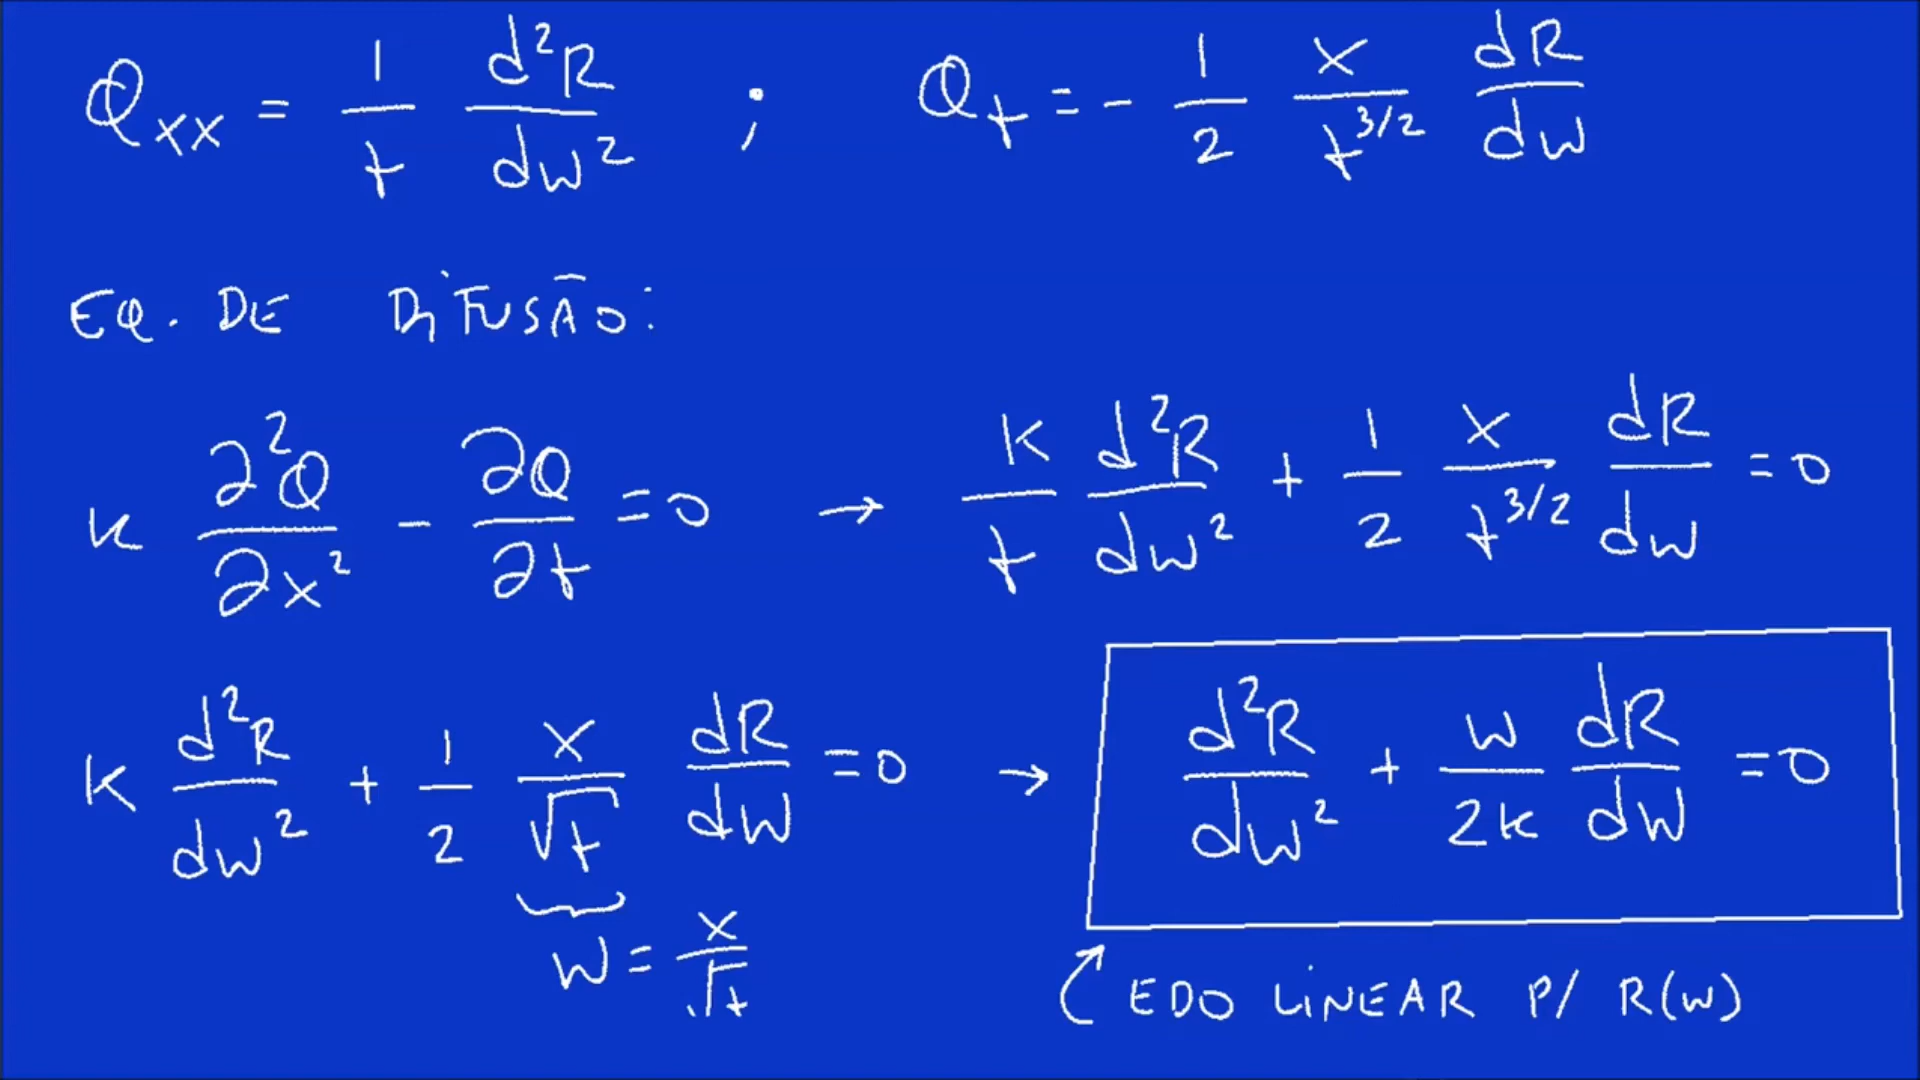 Qxx = 1/t d²R/dw² ; Qt = - 1/2 x/t^3/2 dR/dw
EQ. DE DIFUSÃO:
k ∂²Q/∂x² - ∂Q/∂t = 0 → k/t d²R/dw² + 1/2 x/t^3/2 dR/dw = 0
k d²R/dw² + 1/2 x/√t dR/dw = 0 → d²R/dw² + w/2k dR/dw = 0
w = x/√t
EDO LINEAR P/ R(w)